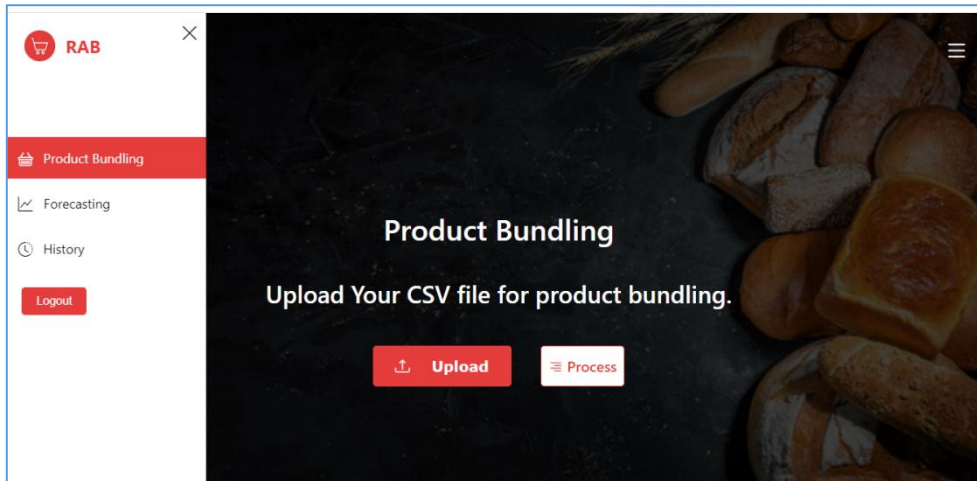 RAB
Product Bundling
Forecasting
History
Logout
Product Bundling
Upload Your CSV file for product bundling.
Upload
Process